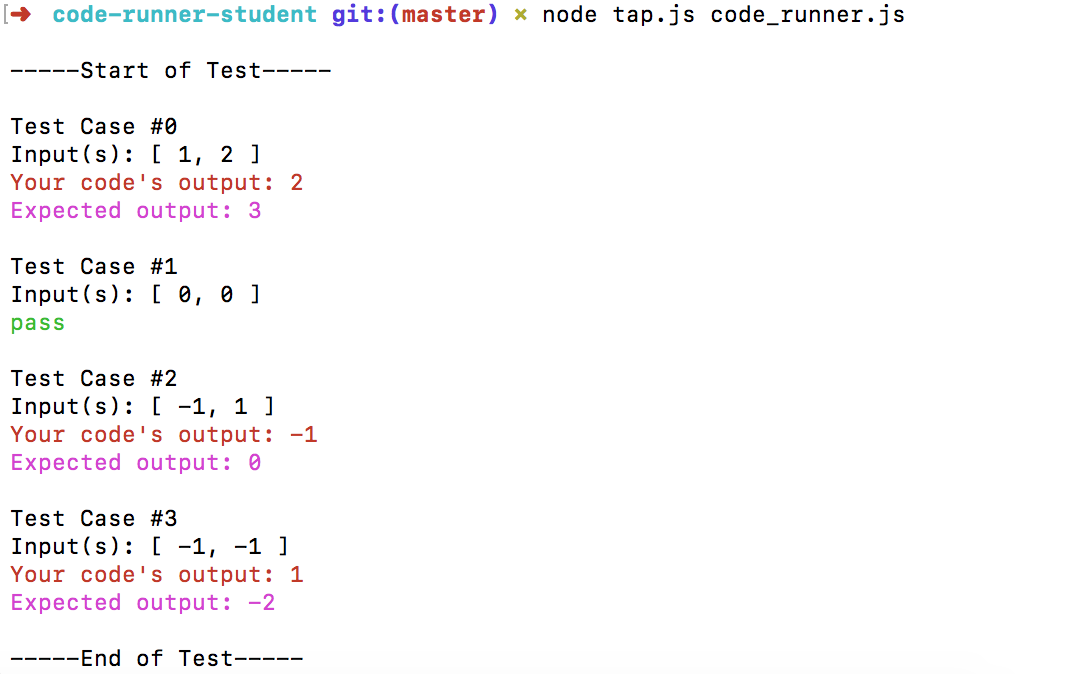 [➜ code-runner-student git:(master) ✗ node tap.js code_runner.js
-----Start of Test-----
Test Case #0
Input(s): [ 1, 2 ]
Your code's output: 2
Expected output: 3
Test Case #1
Input(s): [ 0, 0 ]
pass
Test Case #2
Input(s): [ -1, 1 ]
Your code's output: -1
Expected output: 0
Test Case #3
Input(s): [ -1, -1 ]
Your code's output: 1
Expected output: -2
-----End of Test-----